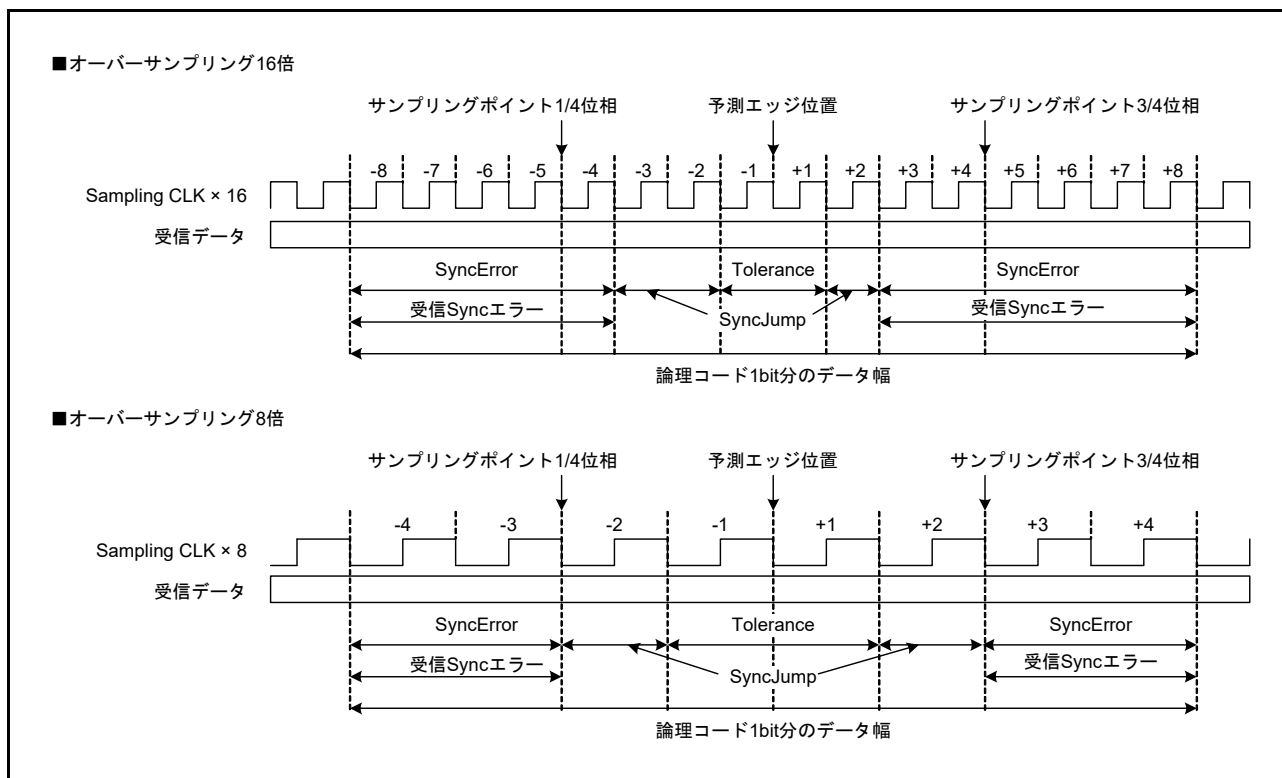 ■オーバーサンプリング16倍
サンプリングポイント1/4位相 予測エッジ位置 サンプリングポイント3/4位相
-8 -7 -6 -5 -4 -3 -2 -1 +1 +2 +3 +4 +5 +6 +7 +8
Sampling CLK × 16
受信データ
SyncError Tolerance SyncError
受信Syncエラー SyncJump 受信Syncエラー
論理コード1bit分のデータ幅
■オーバーサンプリング8倍
サンプリングポイント1/4位相 予測エッジ位置 サンプリングポイント3/4位相
-4 -3 -2 -1 +1 +2 +3 +4
Sampling CLK × 8
受信データ
SyncError Tolerance SyncError
受信Syncエラー SyncJump 受信Syncエラー
論理コード1bit分のデータ幅